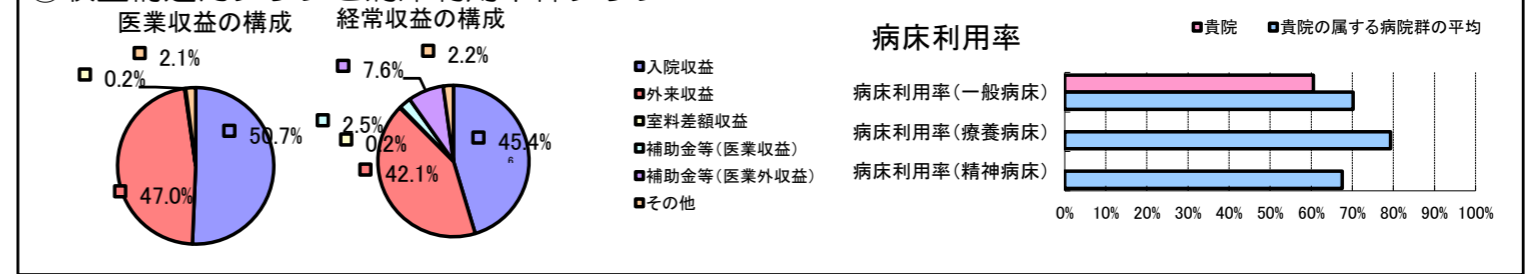 医業収益の構成
2.1%
0.2%
50.7%
47.0%
経常収益の構成
2.2%
7.6%
2.5%
0.2%
45.4%
42.1%
入院収益
外来収益
室料差額収益
補助金等(医業収益)
補助金等(医業外収益)
その他
病床利用率
貴院 貴院の属する病院群の平均
病床利用率(一般病床)
病床利用率(療養病床)
病床利用率(精神病床)
0% 10% 20% 30% 40% 50% 60% 70% 80% 90% 100%